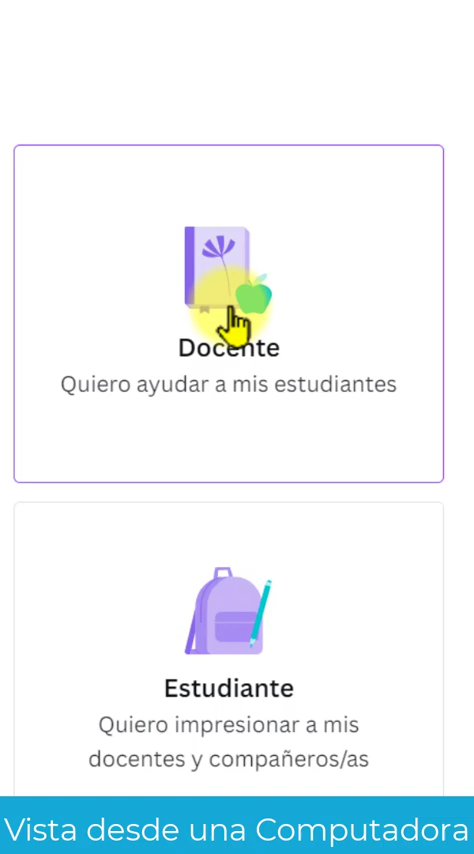 Docente
Quiero ayudar a mis estudiantes
Estudiante
Quiero impresionar a mis
docentes y compañeros/as
Vista desde una Computadora